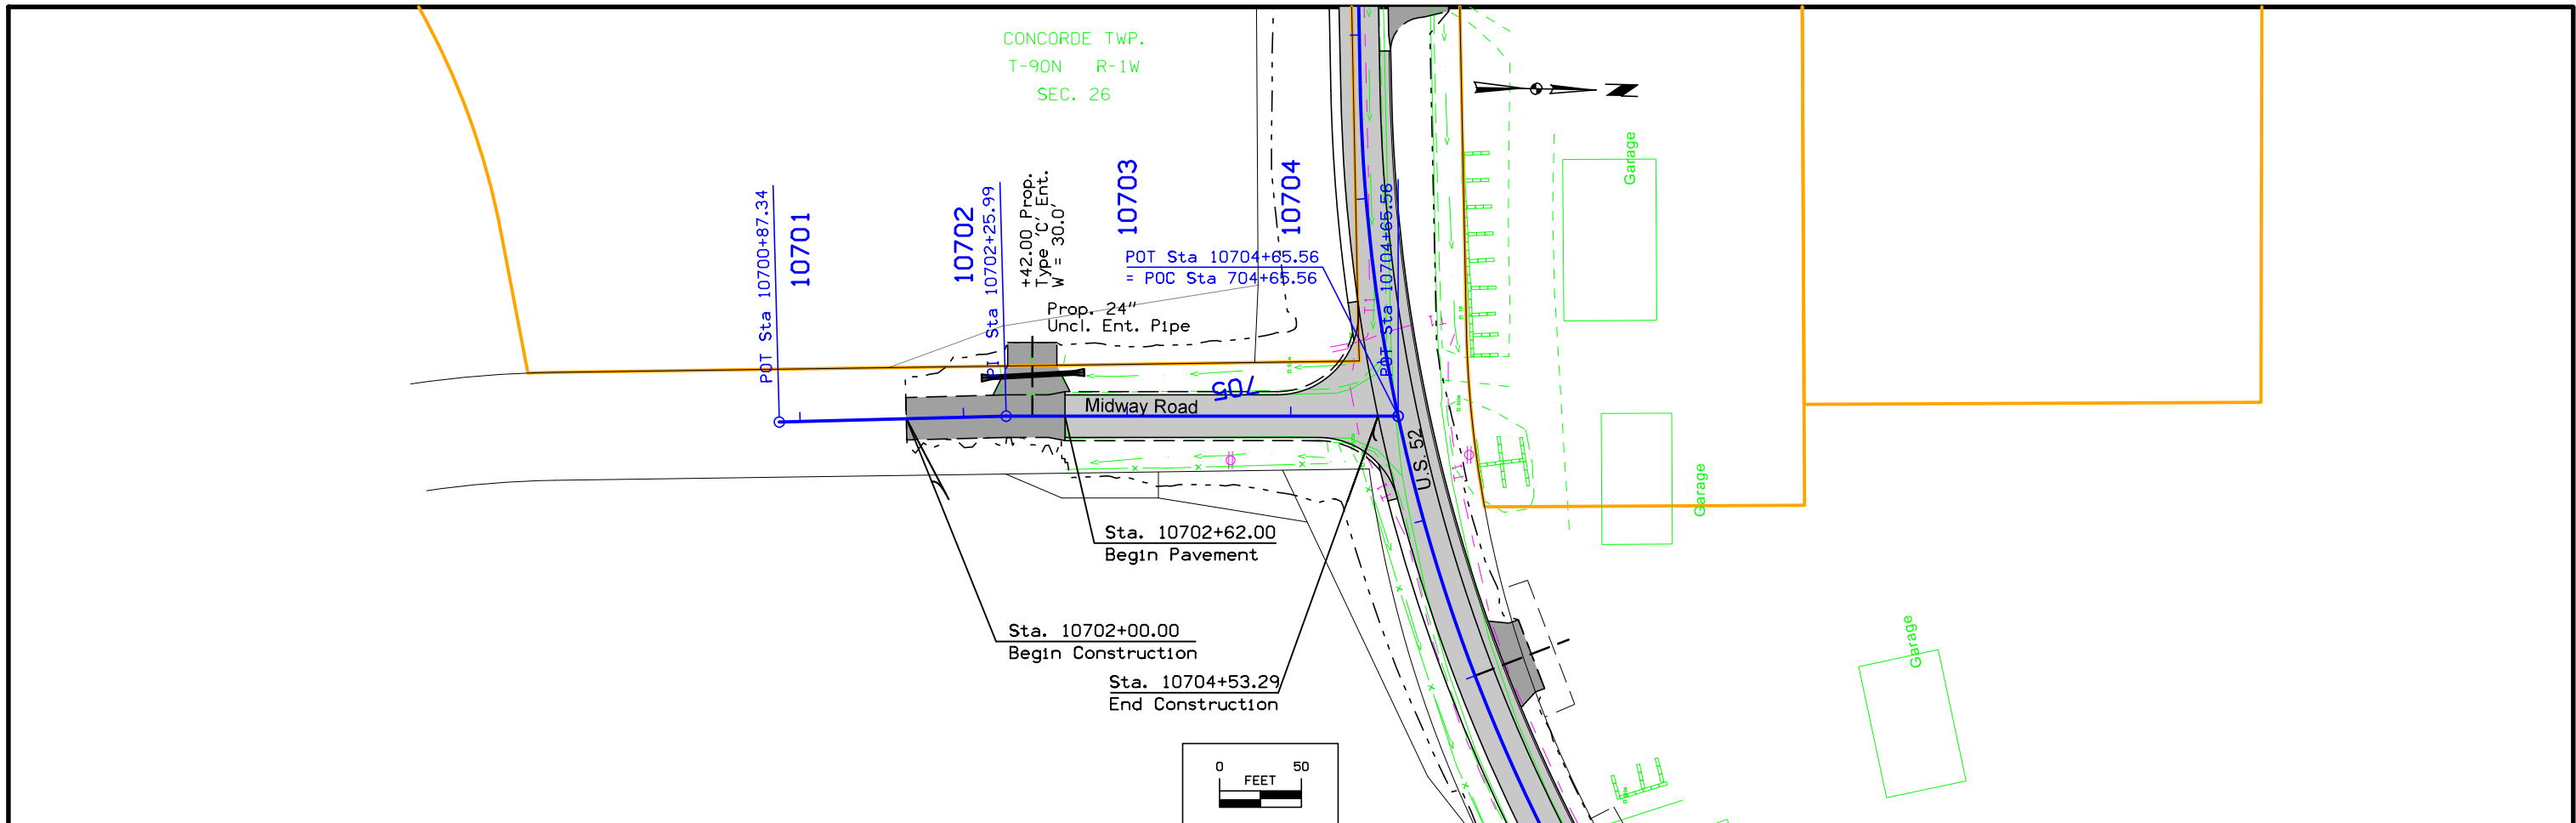 CONCORDE TWP.
T-90N R-1W
SEC. 26
N
POT Sta 10700+87.34
10701
10702
PI Sta 10702+25.99
+42.00 Prop.
Type 'C' Ent.
W = 30.0'
10703
10704
POT Sta 10704+65.56
= POC Sta 704+65.56
POT Sta 10704+65.56
Prop. 24"
Uncl. Ent. Pipe
705
Midway Road
U.S. 52
Garage
Garage
Garage
Sta. 10702+62.00
Begin Pavement
Sta. 10702+00.00
Begin Construction
Sta. 10704+53.29
End Construction
0 50
FEET